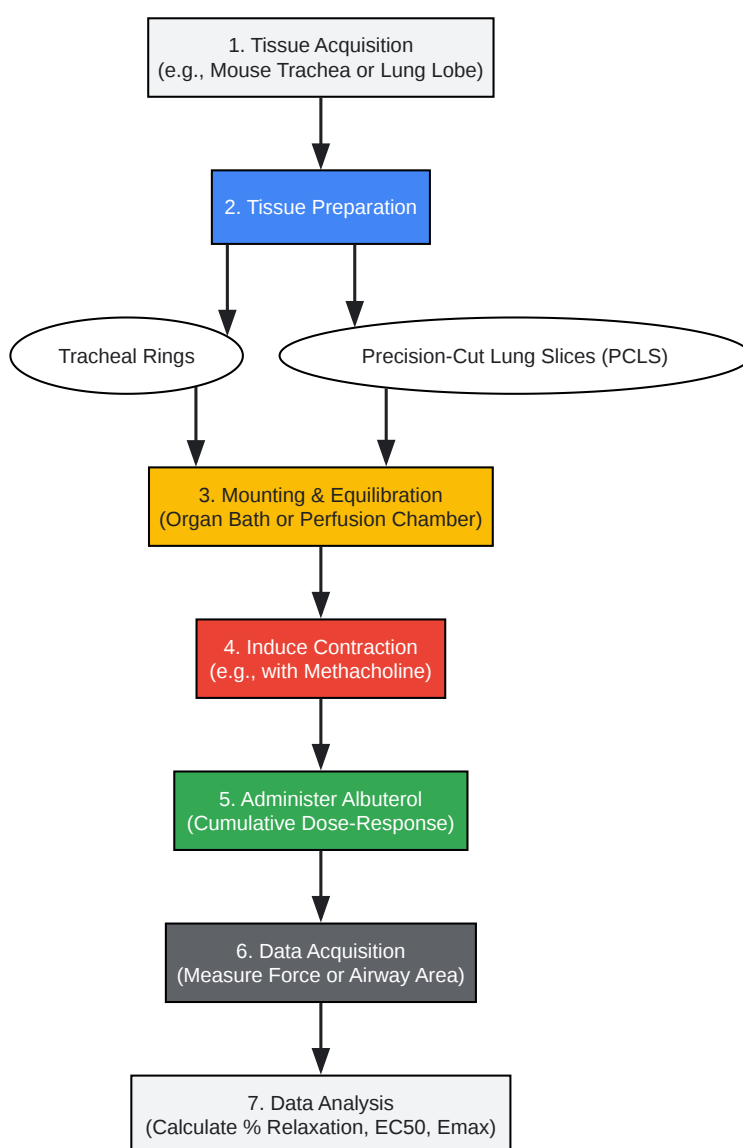 1. Tissue Acquisition
(e.g., Mouse Trachea or Lung Lobe)
2. Tissue Preparation
Tracheal Rings
Precision-Cut Lung Slices (PCLS)
3. Mounting & Equilibration
(Organ Bath or Perfusion Chamber)
4. Induce Contraction
(e.g., with Methacholine)
5. Administer Albuterol
(Cumulative Dose-Response)
6. Data Acquisition
(Measure Force or Airway Area)
7. Data Analysis
(Calculate % Relaxation, EC50, Emax)